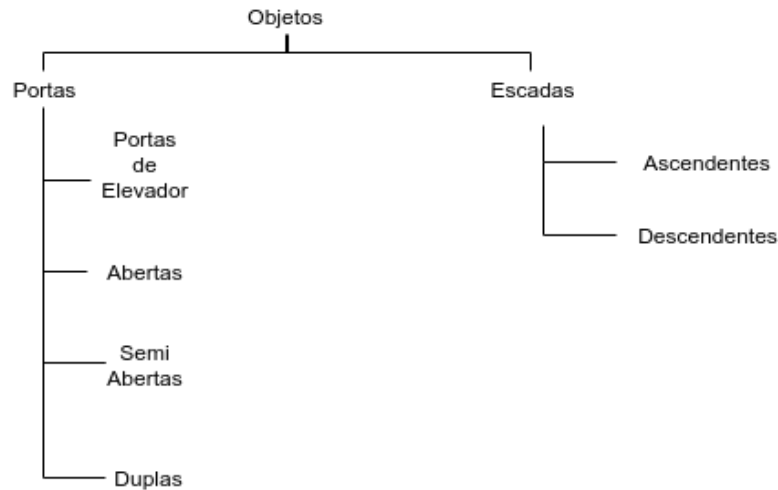 Objetos
Portas
Escadas
Portas
de
Elevador
Ascendentes
Descendentes
Abertas
Semi
Abertas
Duplas